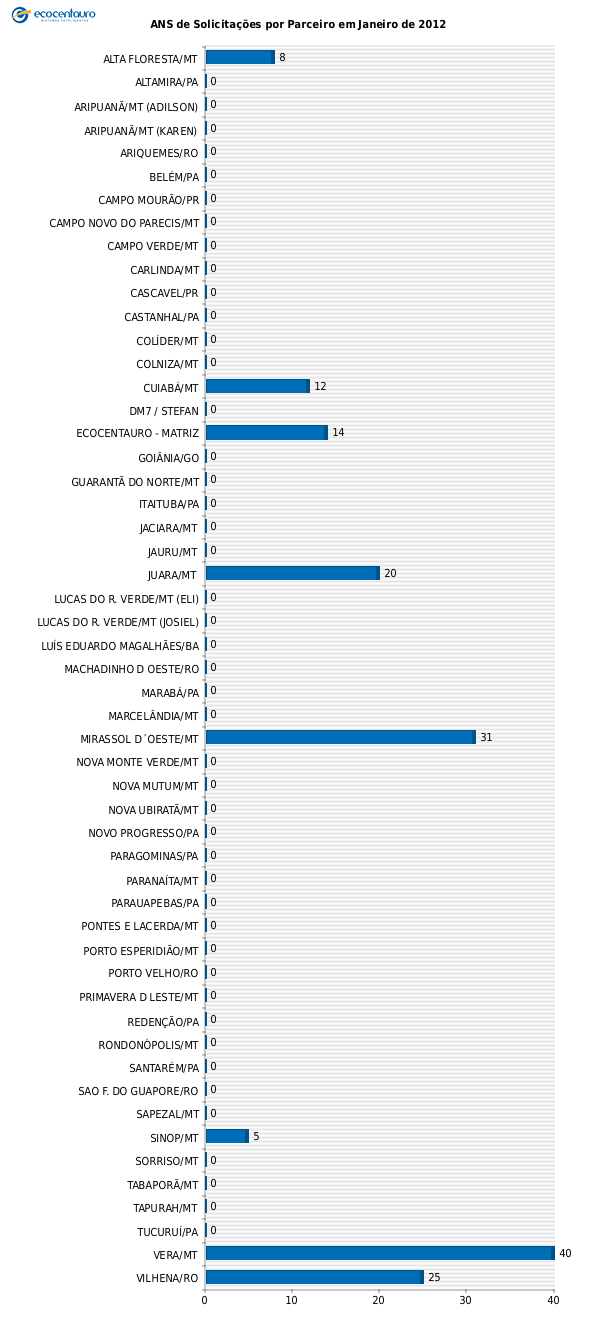 ecocentauro
ANS de Solicitações por Parceiro em Janeiro de 2012
ALTA FLORESTA/MT 8
ALTAMIRA/PA 0
ARIPUANÃ/MT (ADILSON) 0
ARIPUANÃ/MT (KAREN) 0
ARIQUEMES/RO 0
BELÉM/PA 0
CAMPO MOURÃO/PR 0
CAMPO NOVO DO PARECIS/MT 0
CAMPO VERDE/MT 0
CARLINDA/MT 0
CASCAVEL/PR 0
CASTANHAL/PA 0
COLÍDER/MT 0
COLNIZA/MT 0
CUIABÁ/MT 12
DM7 / STEFAN 0
ECOCENTAURO - MATRIZ 14
GOIÂNIA/GO 0
GUARANTÃ DO NORTE/MT 0
ITAITUBA/PA 0
JACIARA/MT 0
JAURU/MT 0
JUARA/MT 20
LUCAS DO R. VERDE/MT (ELI) 0
LUCAS DO R. VERDE/MT (JOSIEL) 0
LUÍS EDUARDO MAGALHÃES/BA 0
MACHADINHO D OESTE/RO 0
MARABÁ/PA 0
MARCELÂNDIA/MT 0
MIRASSOL D´OESTE/MT 31
NOVA MONTE VERDE/MT 0
NOVA MUTUM/MT 0
NOVA UBIRATÃ/MT 0
NOVO PROGRESSO/PA 0
PARAGOMINAS/PA 0
PARANAÍTA/MT 0
PARAUAPEBAS/PA 0
PONTES E LACERDA/MT 0
PORTO ESPERIDIÃO/MT 0
PORTO VELHO/RO 0
PRIMAVERA D LESTE/MT 0
REDENÇÃO/PA 0
RONDONÓPOLIS/MT 0
SANTARÉM/PA 0
SAO F. DO GUAPORE/RO 0
SAPEZAL/MT 0
SINOP/MT 5
SORRISO/MT 0
TABAPORÃ/MT 0
TAPURAH/MT 0
TUCURUÍ/PA 0
VERA/MT 40
VILHENA/RO 25
0 10 20 30 40